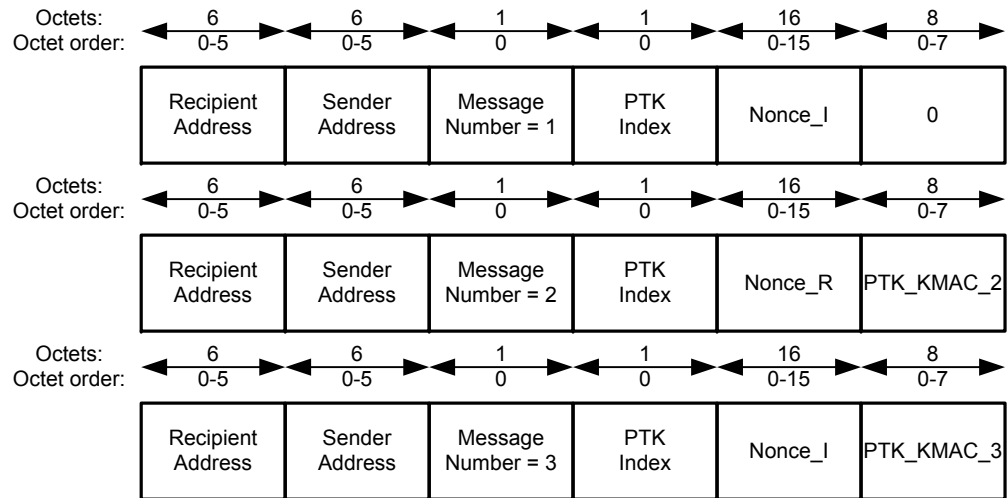 Octets: 6 6 1 1 16 8
Octet order: 0-5 0-5 0 0 0-15 0-7
Recipient Address Sender Address Message Number = 1 PTK Index Nonce_I 0
Octets: 6 6 1 1 16 8
Octet order: 0-5 0-5 0 0 0-15 0-7
Recipient Address Sender Address Message Number = 2 PTK Index Nonce_R PTK_KMAC_2
Octets: 6 6 1 1 16 8
Octet order: 0-5 0-5 0 0 0-15 0-7
Recipient Address Sender Address Message Number = 3 PTK Index Nonce_I PTK_KMAC_3